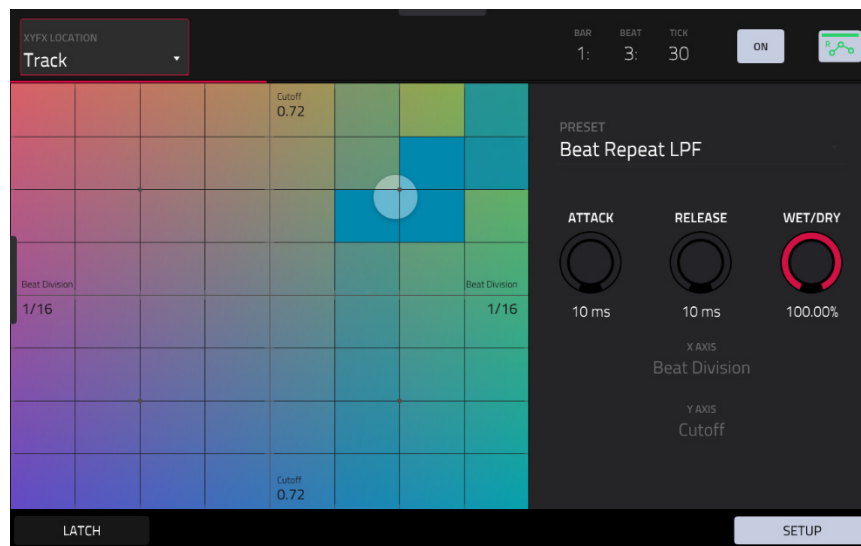 XYFX LOCATION
Track
BAR BEAT TICK
1: 3: 30
ON
R
Cutoff
0.72
PRESET
Beat Repeat LPF
ATTACK RELEASE WET/DRY
10 ms 10 ms 100.00%
Beat Division Beat Division
1/16 1/16
X AXIS
Beat Division
Y AXIS
Cutoff
Cutoff
0.72
LATCH SETUP